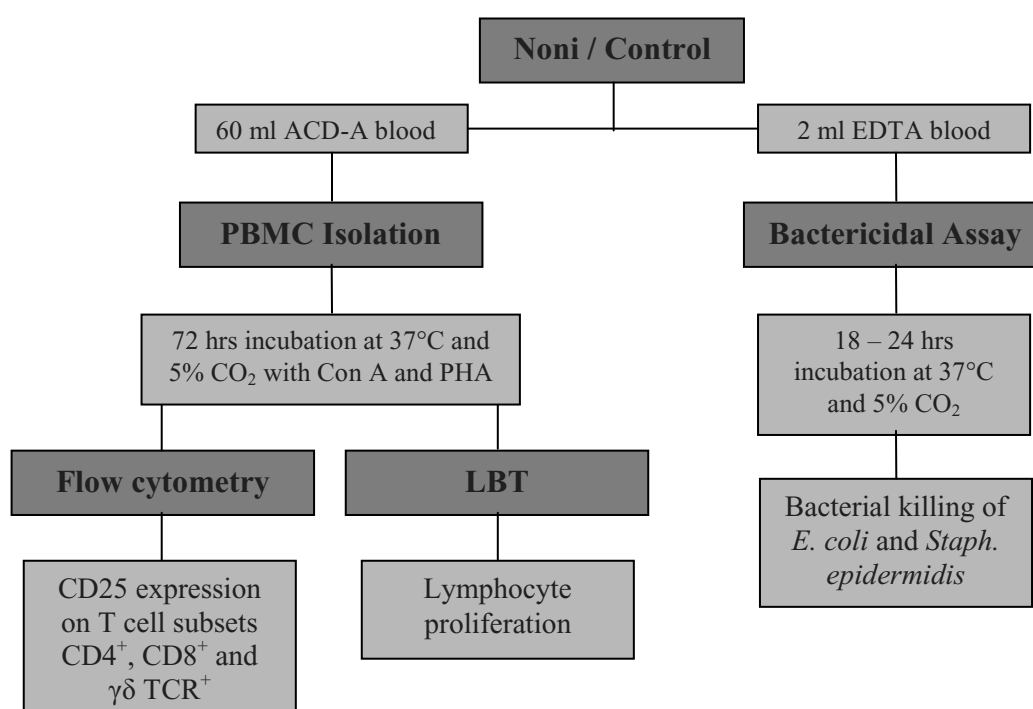 Noni / Control
60 ml ACD-A blood
2 ml EDTA blood
PBMC Isolation
Bactericidal Assay
72 hrs incubation at 37°C and
5% CO₂ with Con A and PHA
18 – 24 hrs
incubation at 37°C
and 5% CO₂
Flow cytometry
LBT
Bacterial killing of
E. coli and Staph.
epidermidis
CD25 expression
on T cell subsets
CD4⁺, CD8⁺ and
γδ TCR⁺
Lymphocyte
proliferation